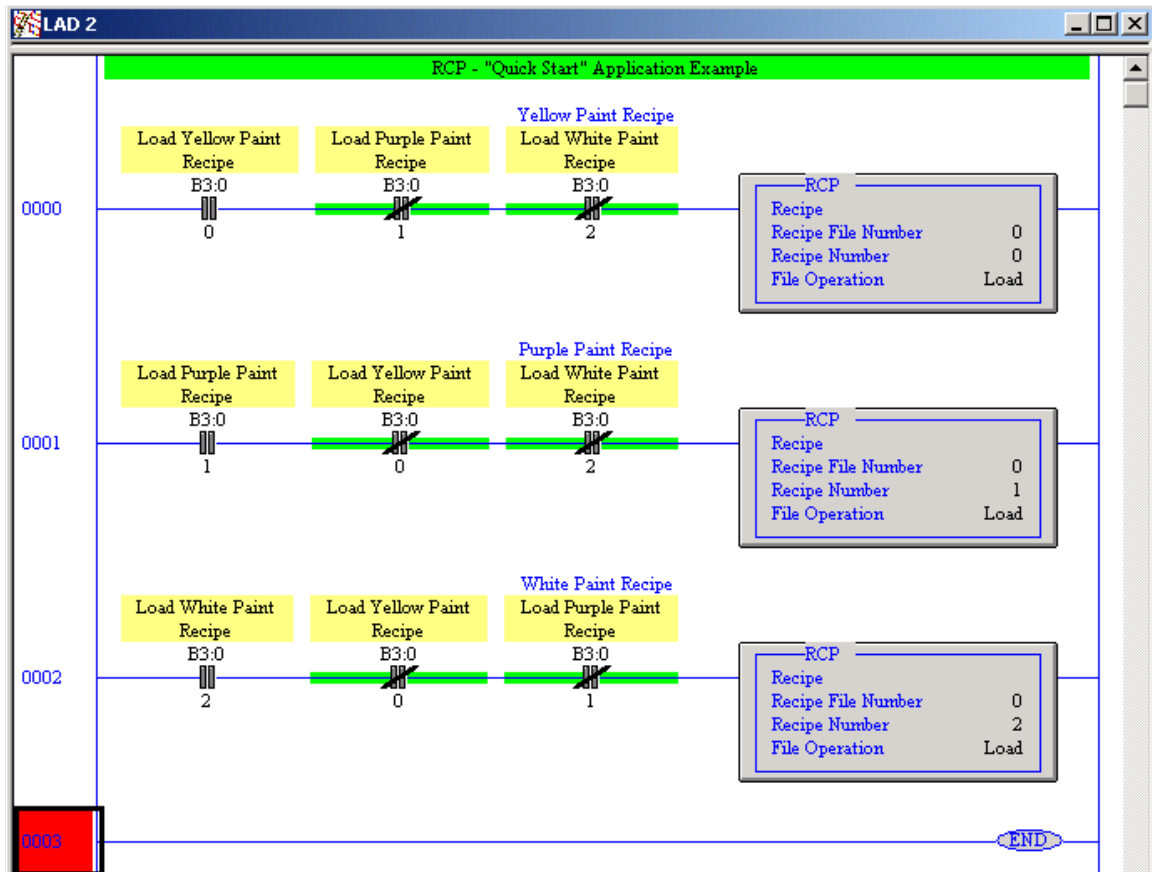 LAD 2
RCP - "Quick Start" Application Example
Yellow Paint Recipe
Load Yellow Paint Recipe
B3:0
0
Load Purple Paint Recipe
B3:0
1
Load White Paint Recipe
B3:0
2
0000
RCP
Recipe
Recipe File Number 0
Recipe Number 0
File Operation Load
Purple Paint Recipe
Load Purple Paint Recipe
B3:0
1
Load Yellow Paint Recipe
B3:0
0
Load White Paint Recipe
B3:0
2
0001
RCP
Recipe
Recipe File Number 0
Recipe Number 1
File Operation Load
White Paint Recipe
Load White Paint Recipe
B3:0
2
Load Yellow Paint Recipe
B3:0
0
Load Purple Paint Recipe
B3:0
1
0002
RCP
Recipe
Recipe File Number 0
Recipe Number 2
File Operation Load
0003
END